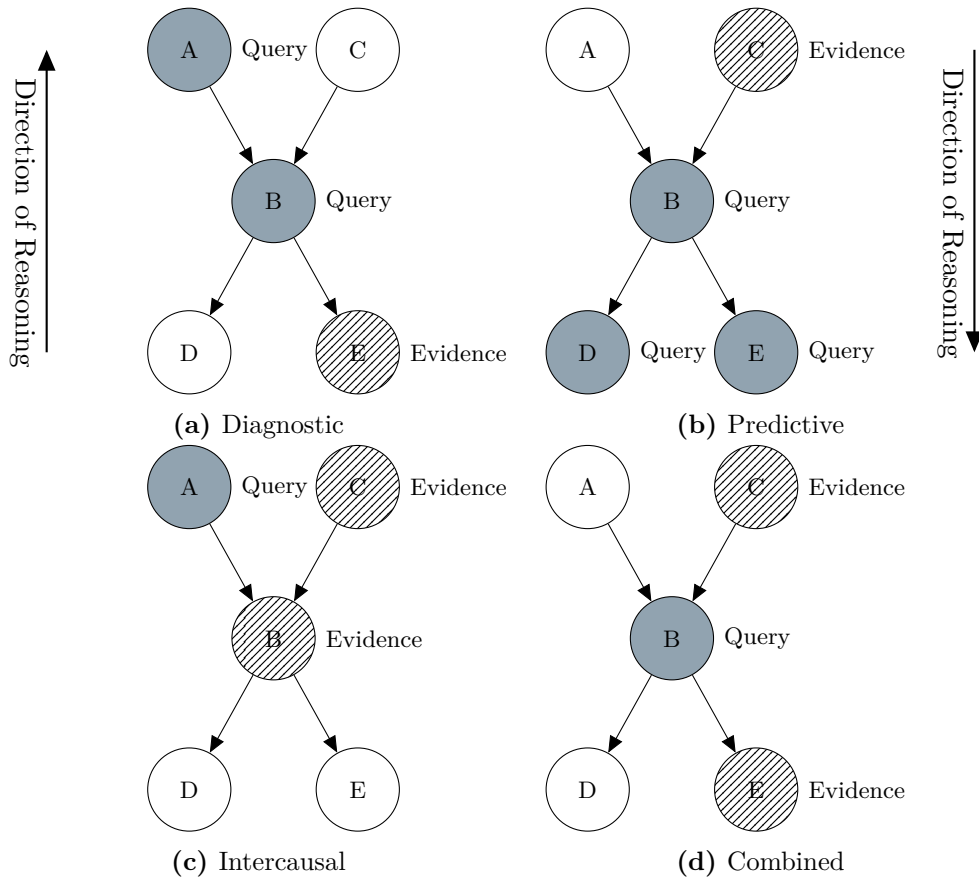 A Query C
B Query
D E Evidence
(a) Diagnostic
Direction of Reasoning
A C Evidence
B Query
D Query E Query
(b) Predictive
Direction of Reasoning
A Query C Evidence
B Evidence
D E
(c) Intercausal
A C Evidence
B Query
D E Evidence
(d) Combined